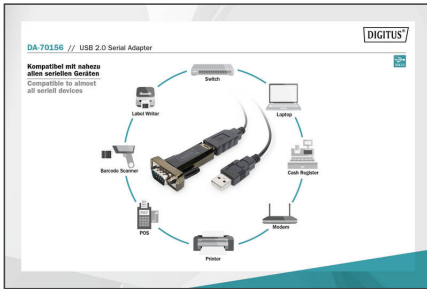 DIGITUS®
DA-70156 // USB 2.0 Serial Adapter
Kompatibel mit nahezu
allen seriellen Geräten
Compatible to almost
all seriell devices
Switch
Label Writer
Laptop
Barcode Scanner
Cash Register
POS
Modem
Printer